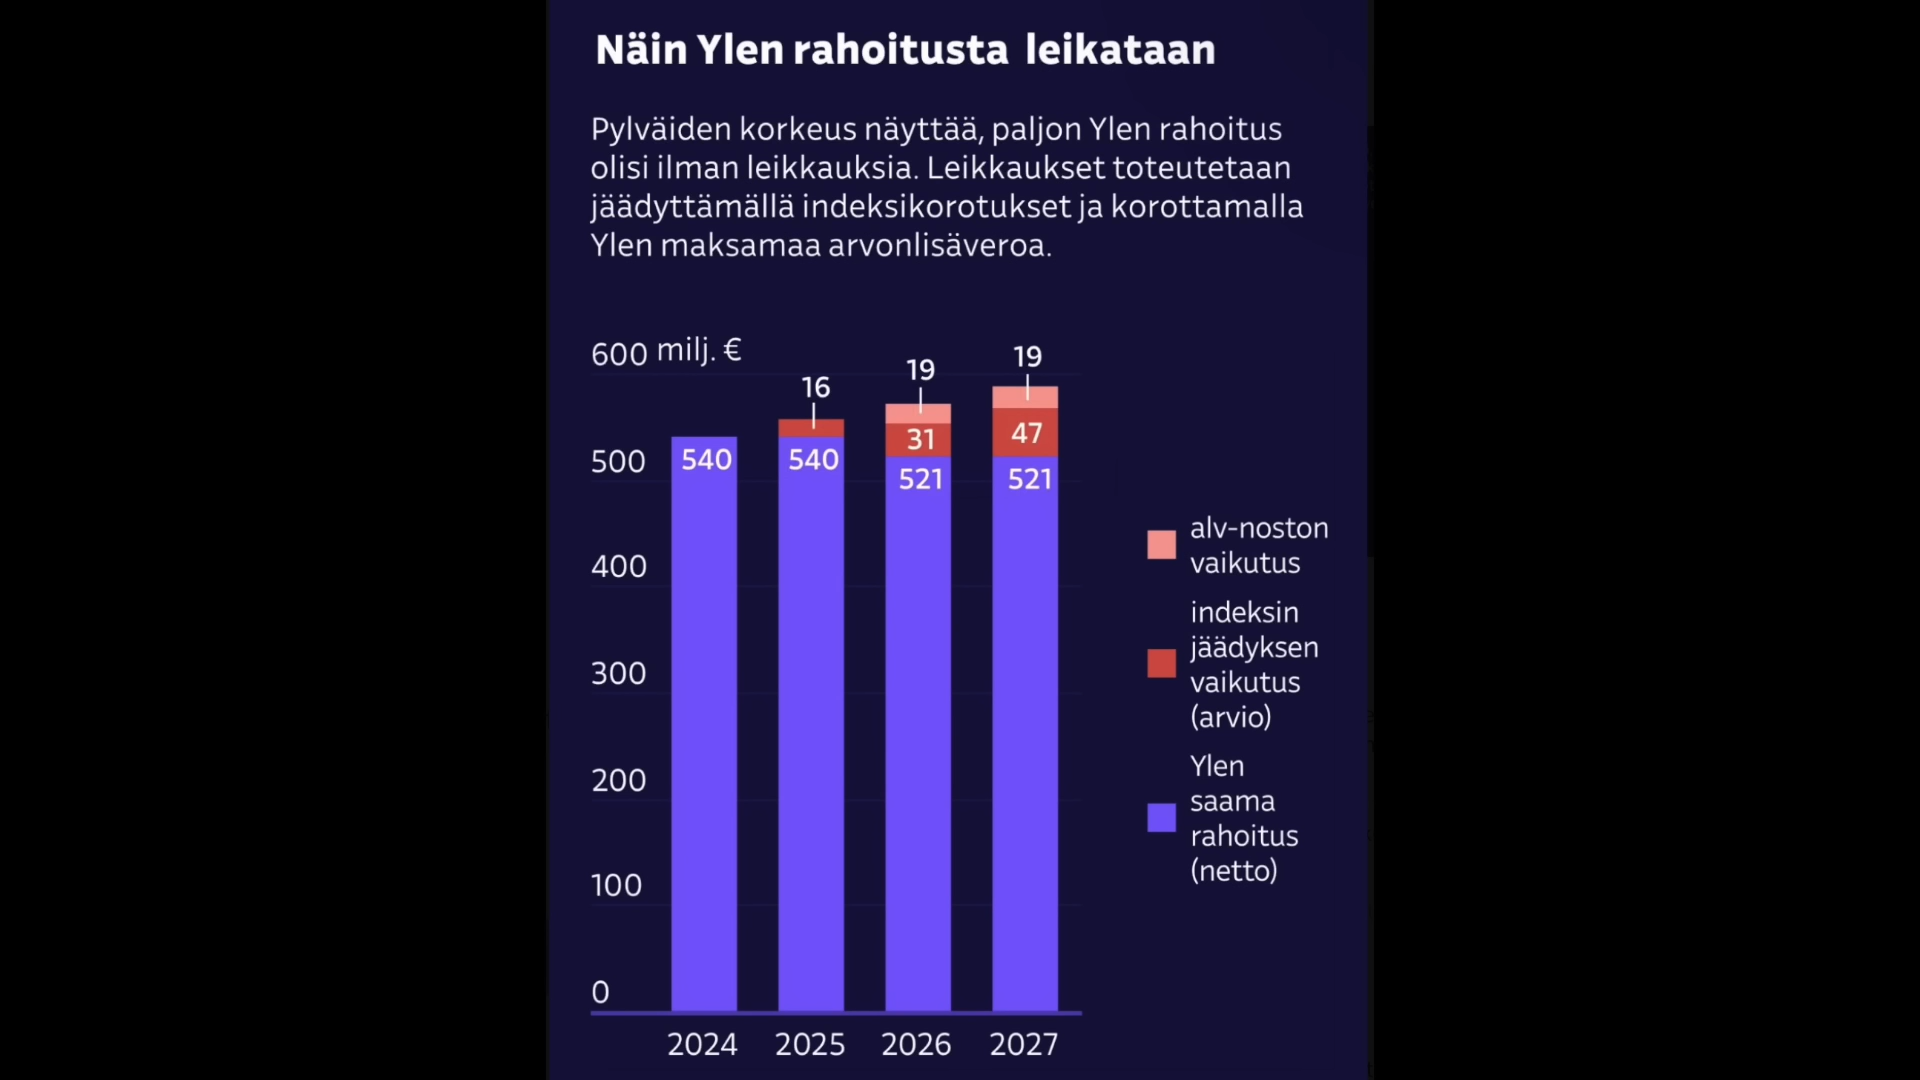 Näin Ylen rahoitusta leikataan
Pylväiden korkeus näyttää, paljon Ylen rahoitus
olisi ilman leikkauksia. Leikkaukset toteutetaan
jäädyttämällä indeksikorotukset ja korottamalla
Ylen maksamaa arvonlisäveroa.
600 milj. €
16
19
19
31
47
540
540
521
521
500
400
300
200
100
0
2024
2025
2026
2027
alv-noston
vaikutus
indeksin
jäädyksen
vaikutus
(arvio)
Ylen
saama
rahoitus
(netto)